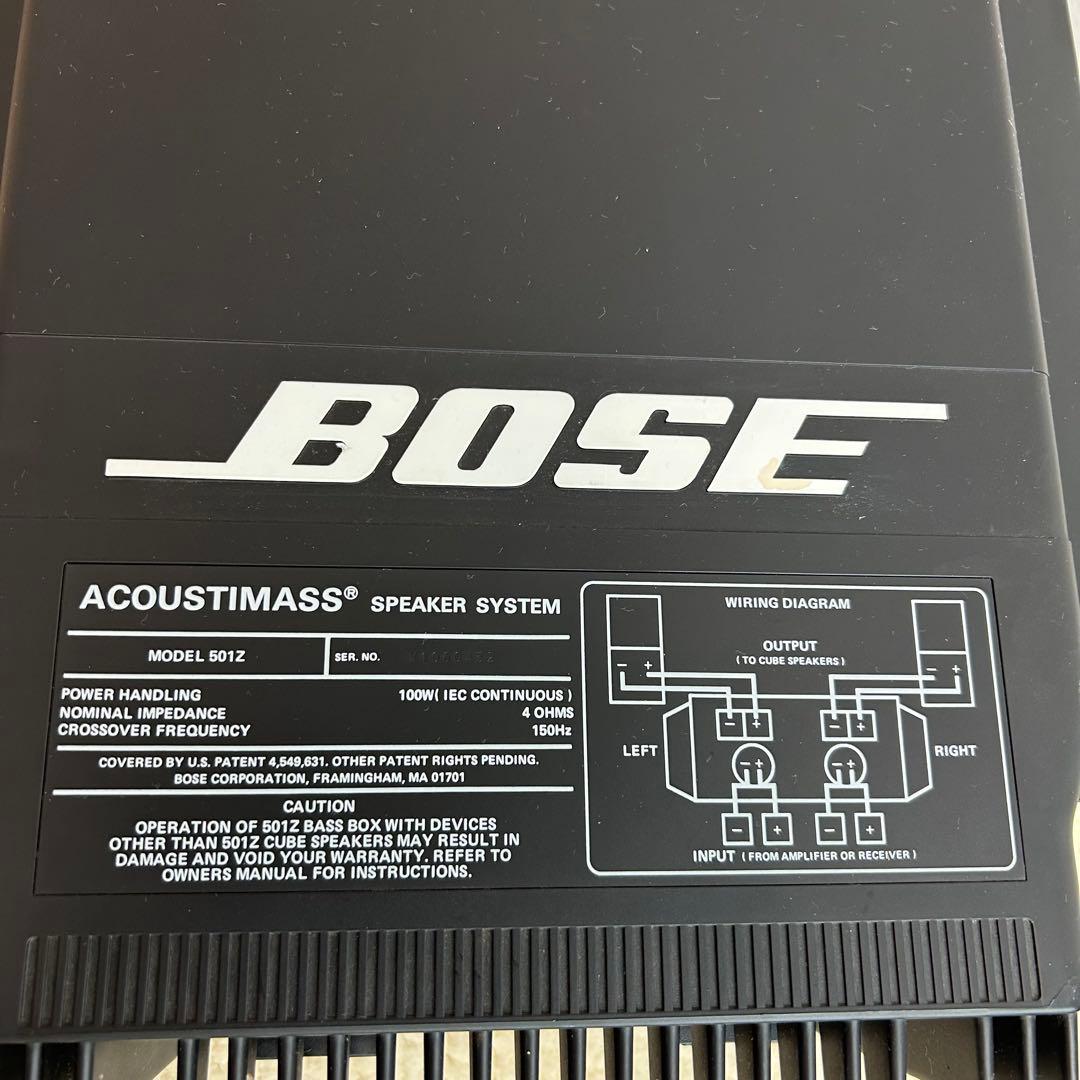 BOSE
ACOUSTIMASS® SPEAKER SYSTEM
MODEL 501Z
SER. NO.
POWER HANDLING 100W( IEC CONTINUOUS )
NOMINAL IMPEDANCE 4 OHMS
CROSSOVER FREQUENCY 150Hz
COVERED BY U.S. PATENT 4,549,631. OTHER PATENT RIGHTS PENDING.
BOSE CORPORATION, FRAMINGHAM, MA 01701
CAUTION
OPERATION OF 501Z BASS BOX WITH DEVICES
OTHER THAN 501Z CUBE SPEAKERS MAY RESULT IN
DAMAGE AND VOID YOUR WARRANTY. REFER TO
OWNERS MANUAL FOR INSTRUCTIONS.
WIRING DIAGRAM
OUTPUT
( TO CUBE SPEAKERS )
- + - +
- + - +
LEFT - + - + RIGHT
- + - +
INPUT ( FROM AMPLIFIER OR RECEIVER )